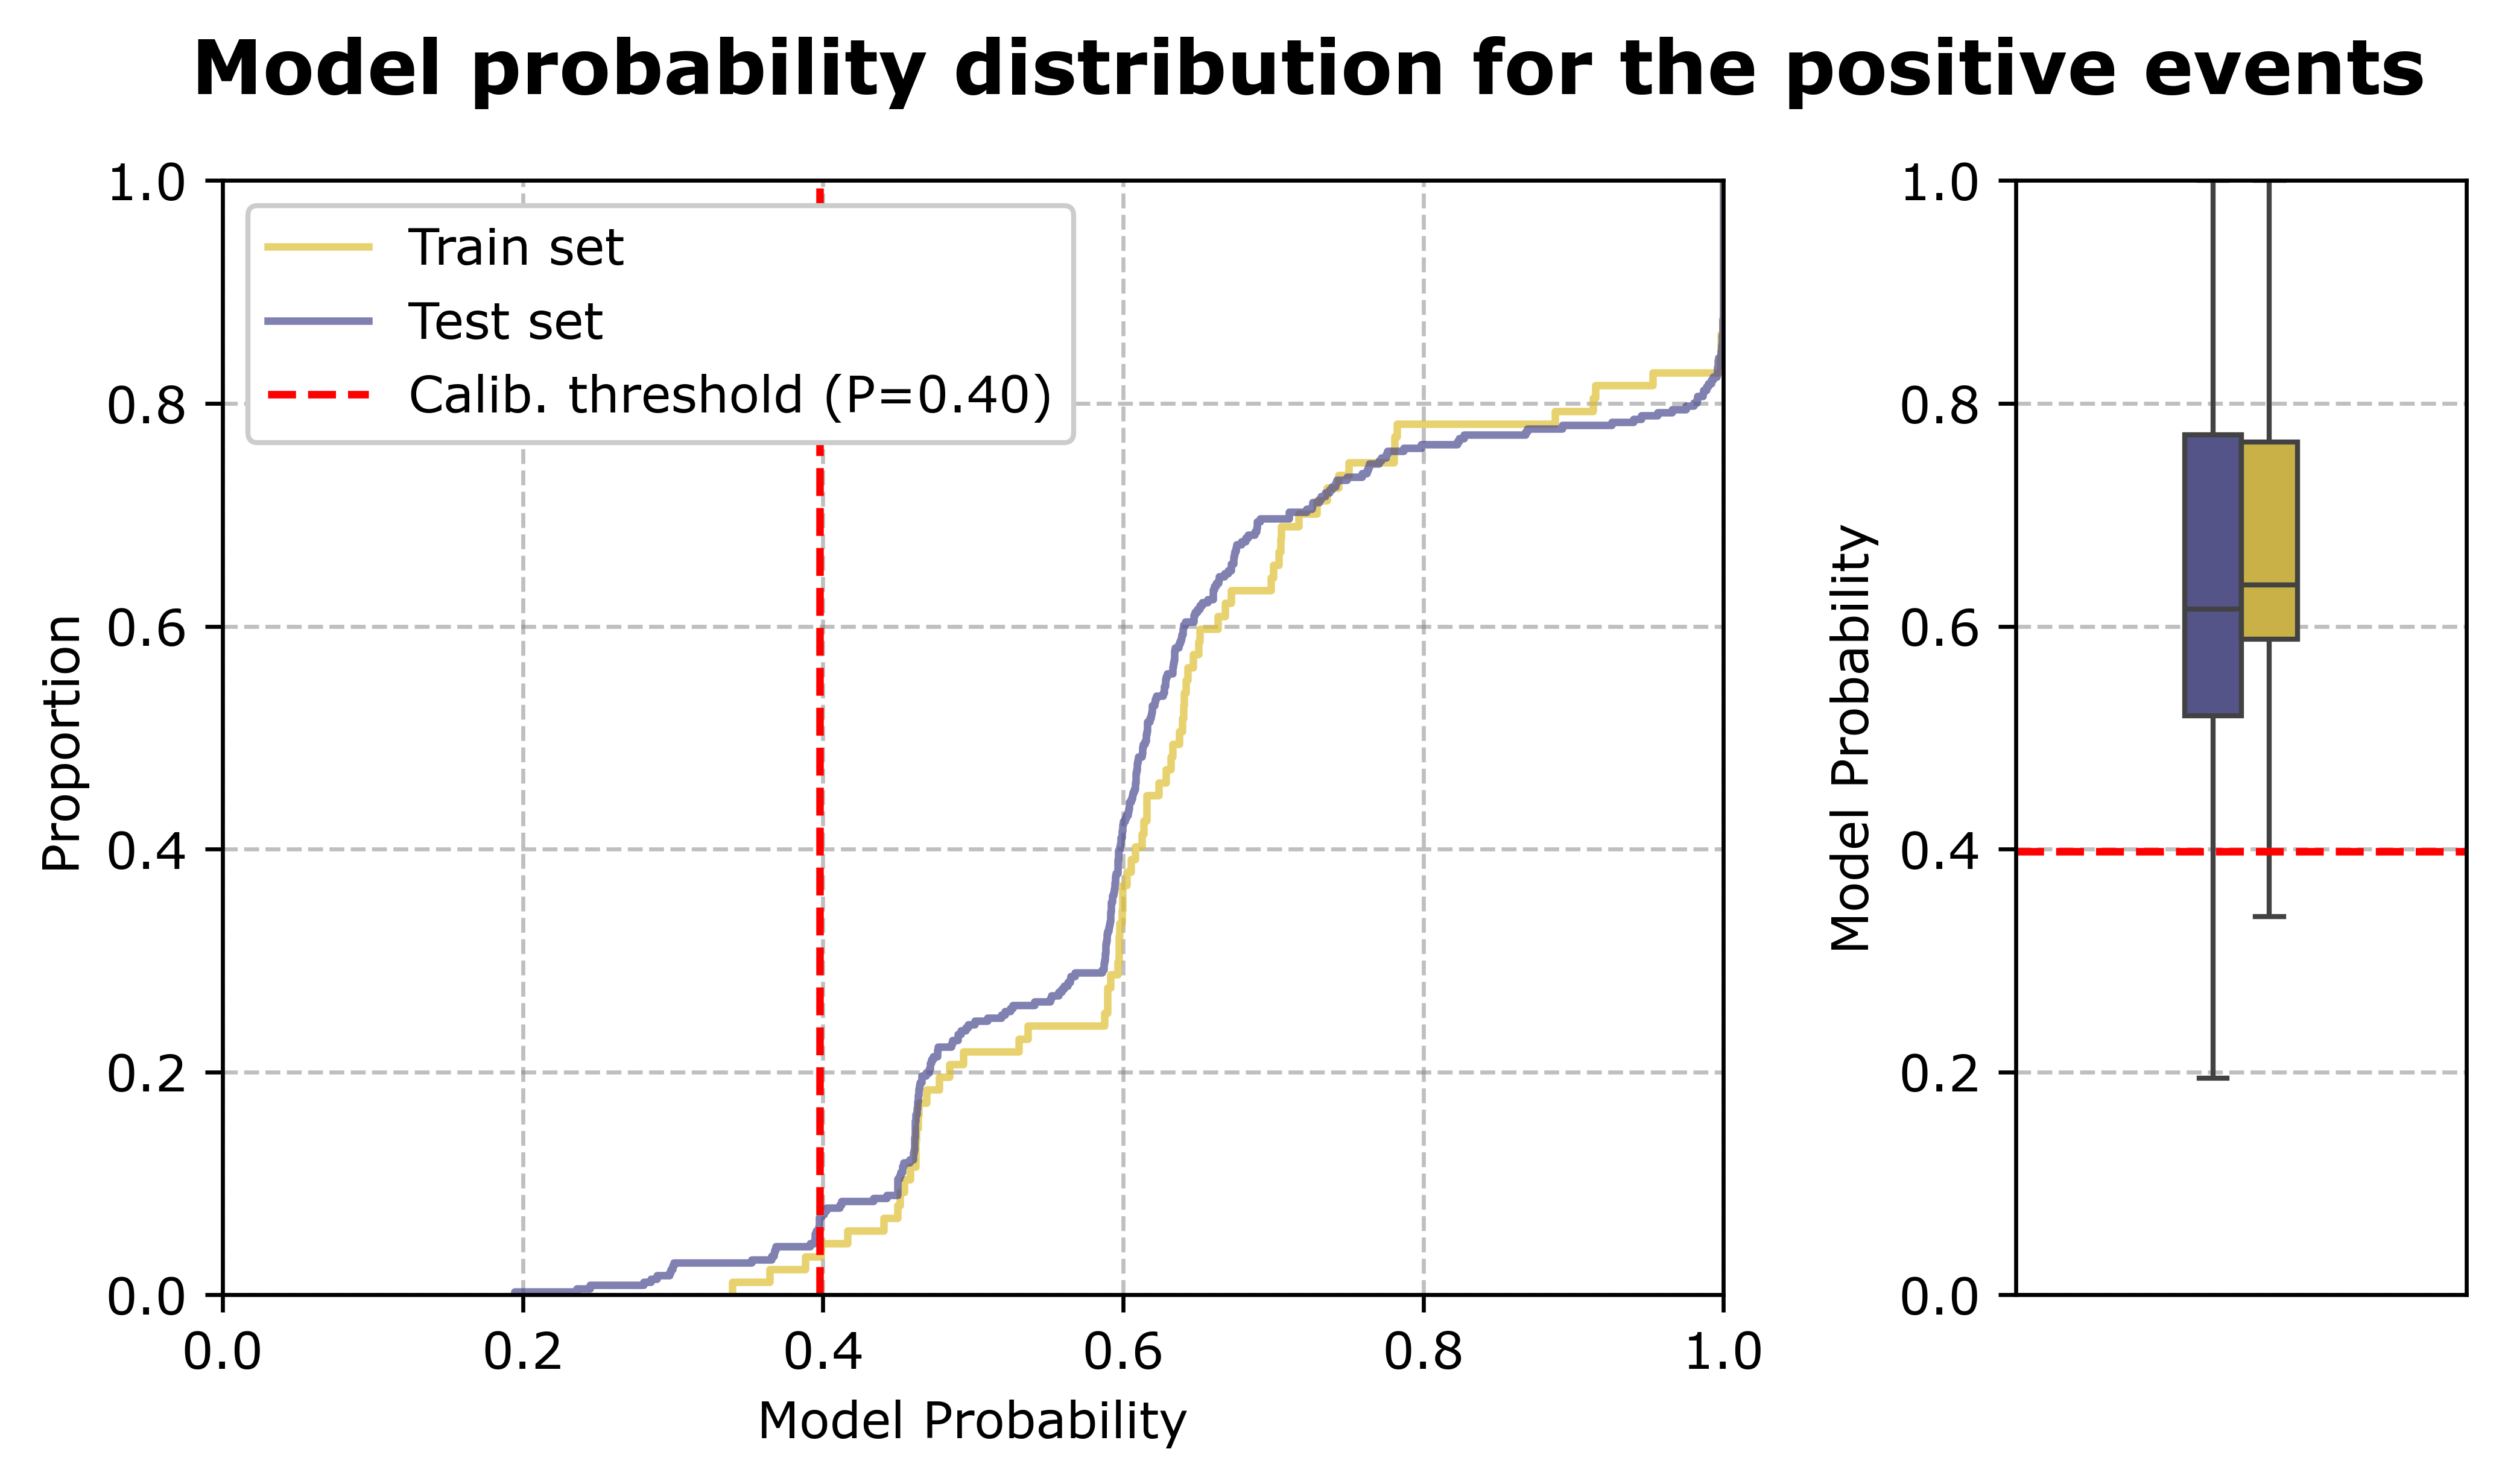 Model probability distribution for the positive events
Train set
Test set
Calib. threshold (P=0.40)
Proportion
1.0
0.8
0.6
0.4
0.2
0.0
0.0 0.2 0.4 0.6 0.8 1.0
Model Probability
Model Probability
1.0
0.8
0.6
0.4
0.2
0.0